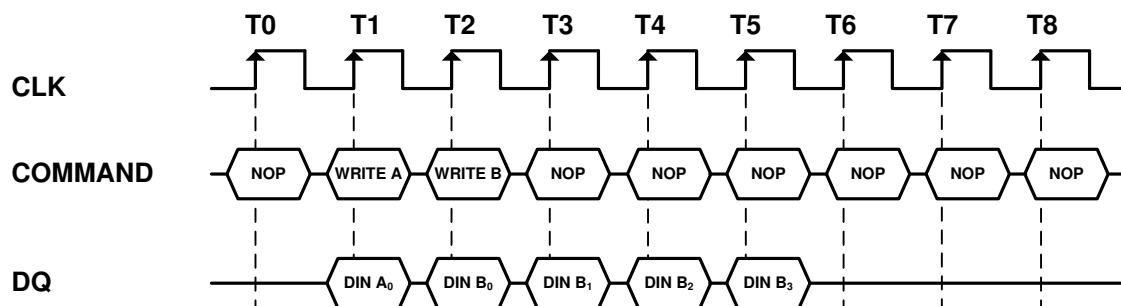 T0 T1 T2 T3 T4 T5 T6 T7 T8
CLK
COMMAND NOP WRITE A WRITE B NOP NOP NOP NOP NOP NOP
DQ DIN A₀ DIN B₀ DIN B₁ DIN B₂ DIN B₃